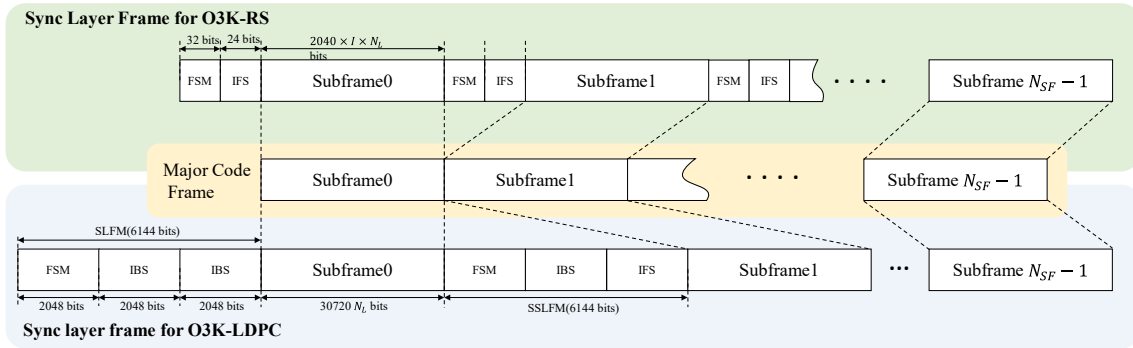 Sync Layer Frame for O3K-RS
32 bits 24 bits 2040 × I × N_L bits
FSM IFS Subframe0 FSM IFS Subframe1 FSM IFS · · · · Subframe N_SF − 1
Major Code Frame
Subframe0 Subframe1 · · · · Subframe N_SF − 1
SLFM(6144 bits)
FSM IBS IBS Subframe0 FSM IBS IFS Subframe1 ··· Subframe N_SF − 1
2048 bits 2048 bits 2048 bits 30720 N_L bits SSLFM(6144 bits)
Sync layer frame for O3K-LDPC